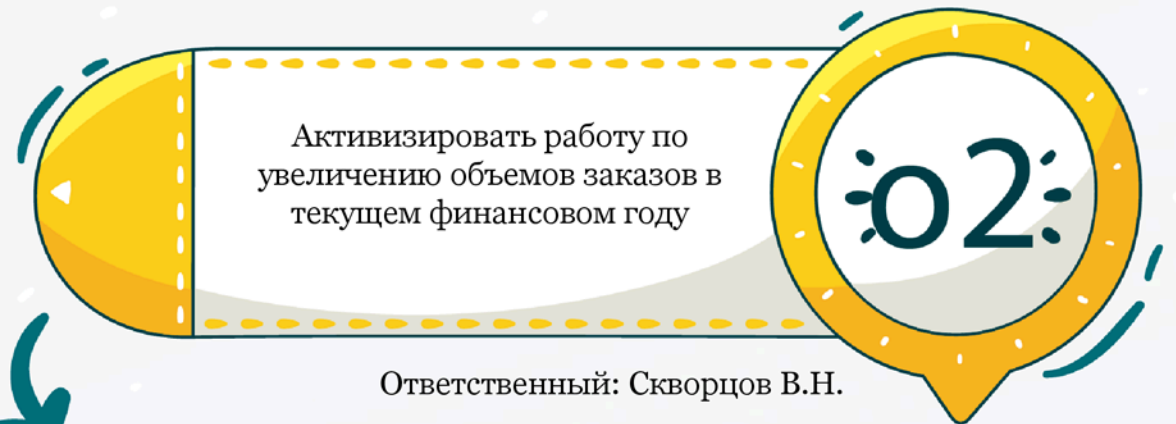 Активизировать работу по
увеличению объемов заказов в
текущем финансовом году
02
Ответственный: Скворцов В.Н.